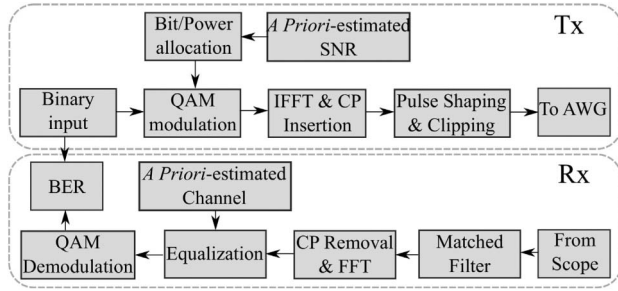 Bit/Power
allocation
A Priori-estimated
SNR
Tx
Binary
input
QAM
modulation
IFFT & CP
Insertion
Pulse Shaping
& Clipping
To AWG
BER
A Priori-estimated
Channel
Rx
QAM
Demodulation
Equalization
CP Removal
& FFT
Matched
Filter
From
Scope